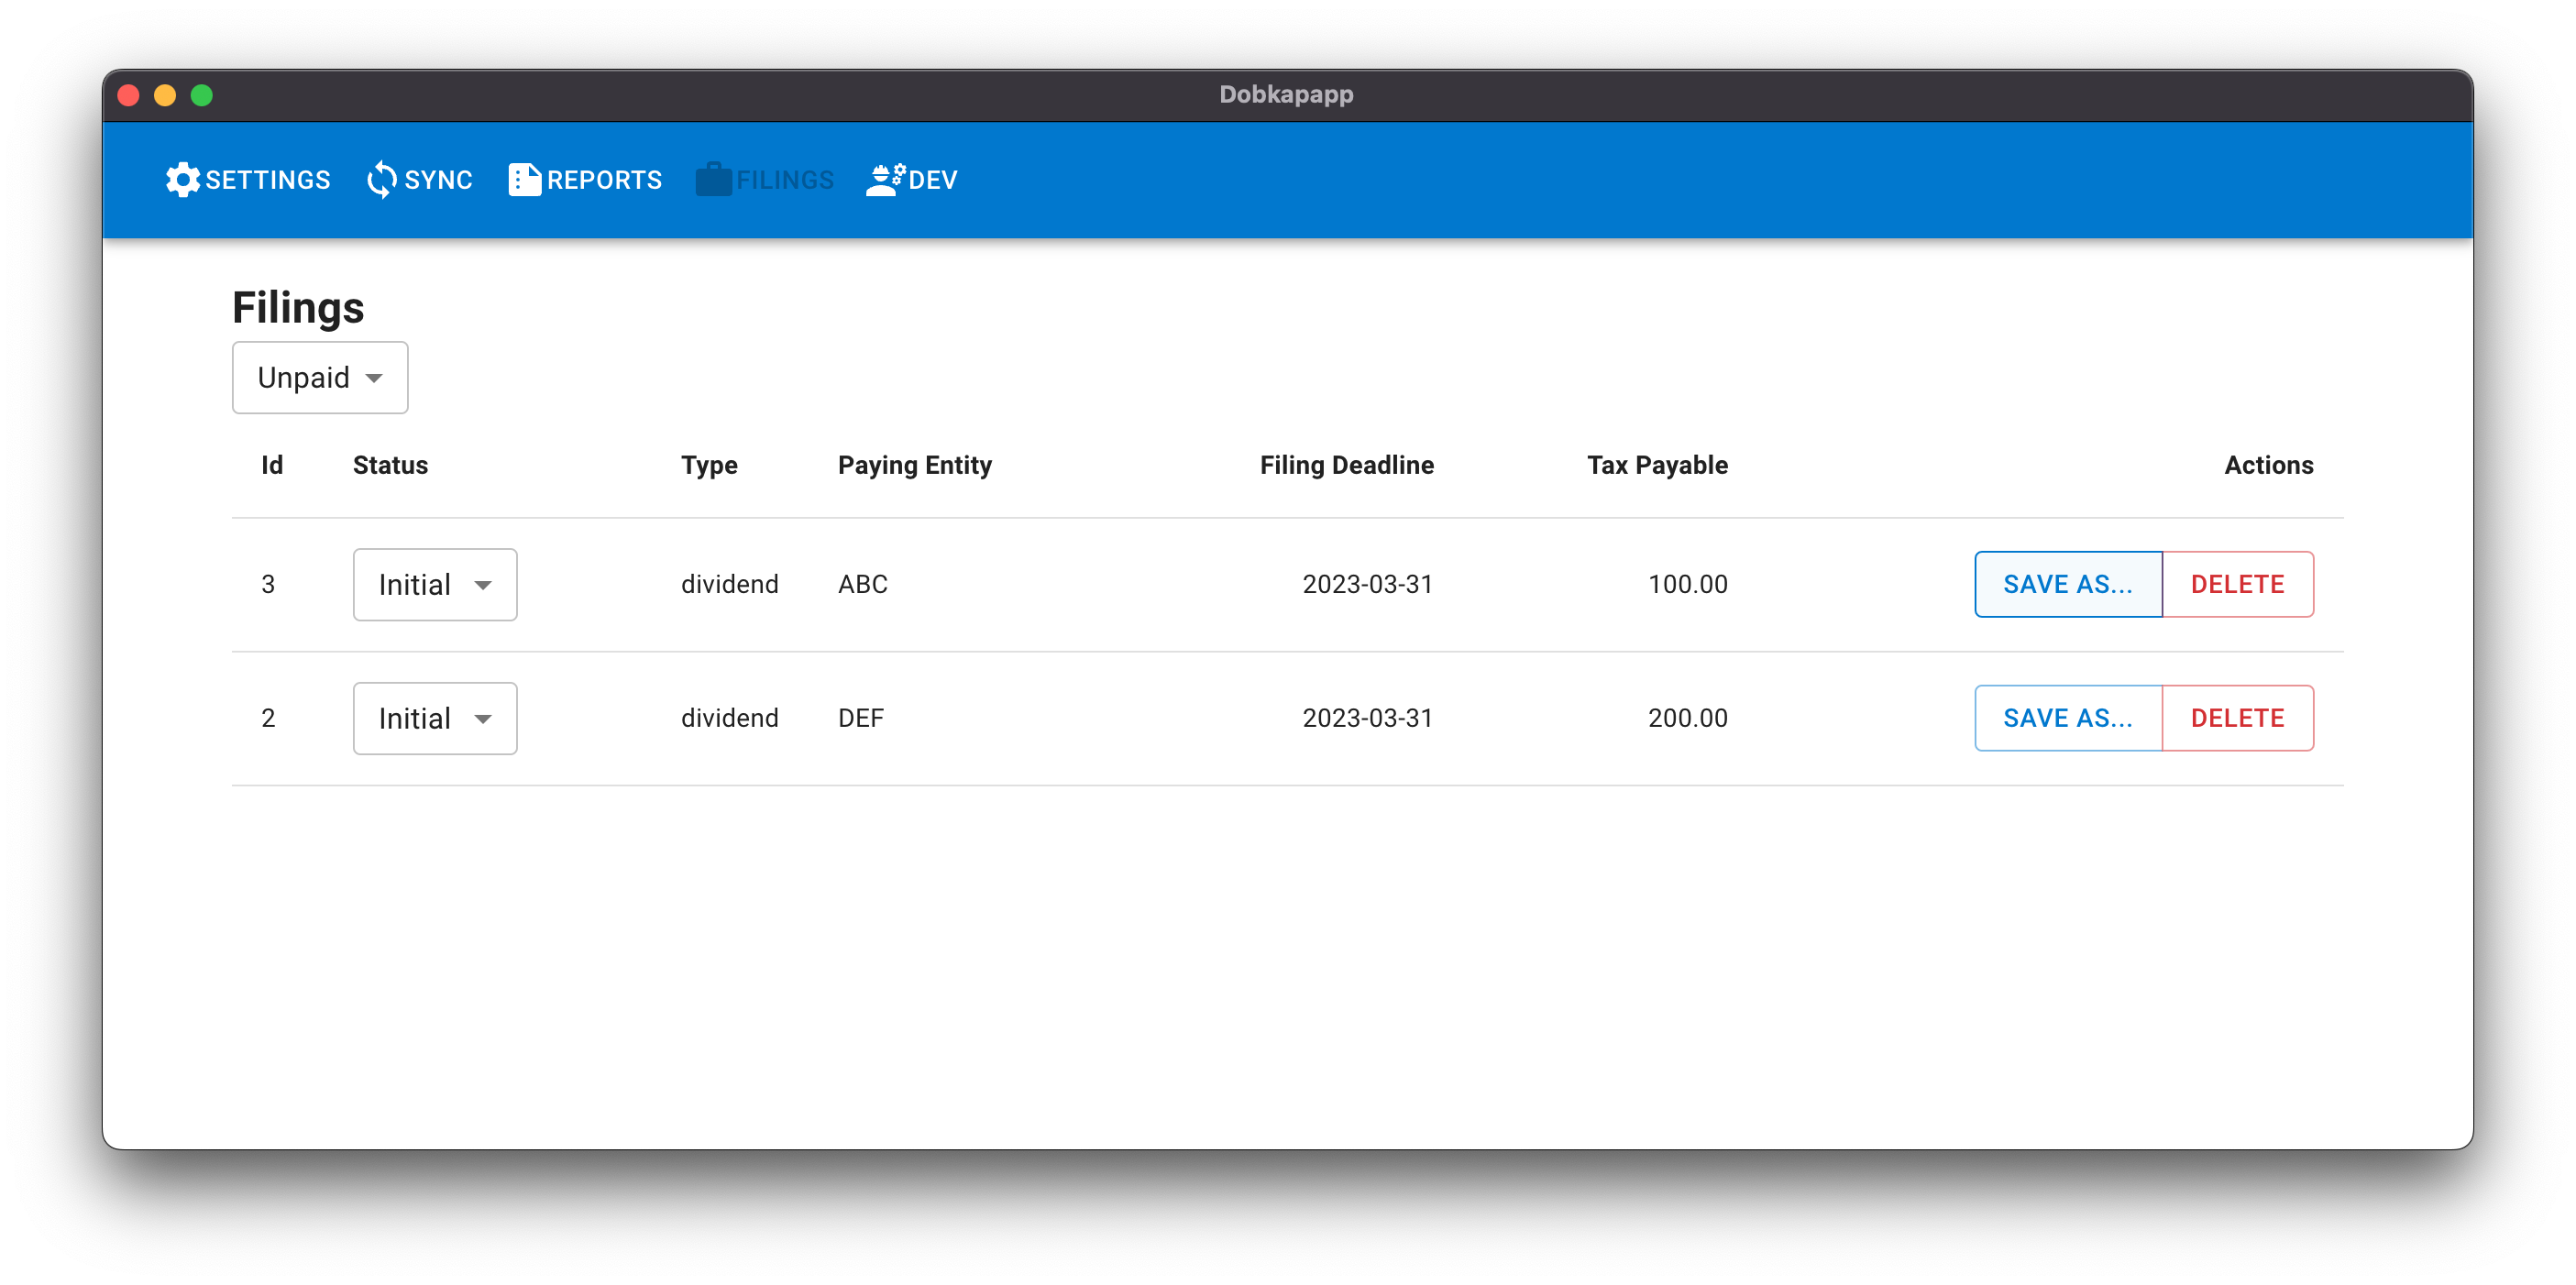 Dobkapapp
SETTINGS SYNC REPORTS FILINGS DEV
Filings
Unpaid
Id Status Type Paying Entity Filing Deadline Tax Payable Actions
3 Initial dividend ABC 2023-03-31 100.00 SAVE AS... DELETE
2 Initial dividend DEF 2023-03-31 200.00 SAVE AS... DELETE